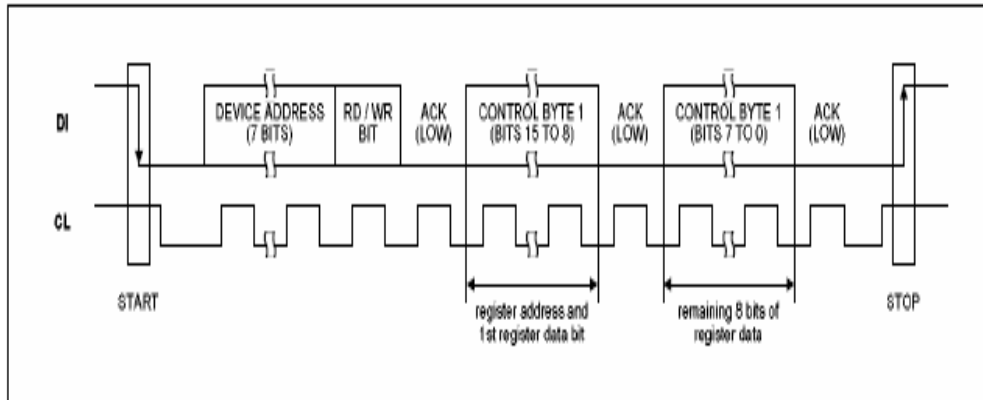 DI
DEVICE ADDRESS
(7 BITS)
RD / WR
BIT
ACK
(LOW)
CONTROL BYTE 1
(BITS 15 TO 8)
ACK
(LOW)
CONTROL BYTE 1
(BITS 7 TO 0)
ACK
(LOW)
CL
START
register address and
1st register data bit
remaining 8 bits of
register data
STOP